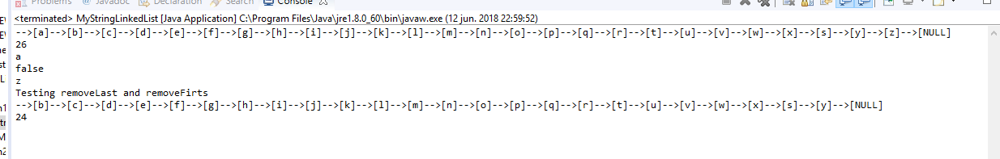 Problems @ Javadoc Declaration Search Console
<terminated> MyStringLinkedList [Java Application] C:\Program Files\Java\jre1.8.0_60\bin\javaw.exe (12 jun. 2018 22:59:52)
-->[a]-->[b]-->[c]-->[d]-->[e]-->[f]-->[g]-->[h]-->[i]-->[j]-->[k]-->[l]-->[m]-->[n]-->[o]-->[p]-->[q]-->[r]-->[t]-->[u]-->[v]-->[w]-->[x]-->[s]-->[y]-->[z]-->[NULL]
26
a
false
z
Testing removeLast and removeFirts
-->[b]-->[c]-->[d]-->[e]-->[f]-->[g]-->[h]-->[i]-->[j]-->[k]-->[l]-->[m]-->[n]-->[o]-->[p]-->[q]-->[r]-->[t]-->[u]-->[v]-->[w]-->[x]-->[s]-->[y]-->[NULL]
24